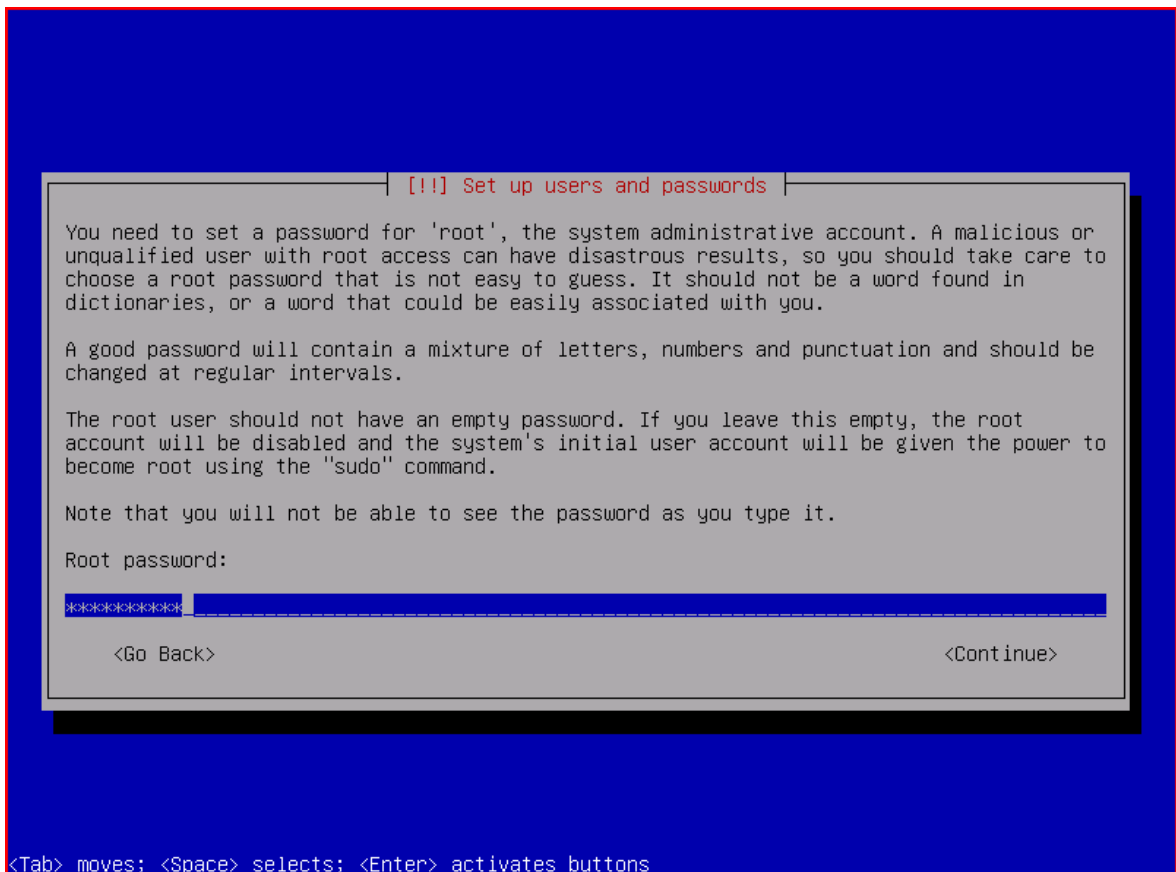 [!!] Set up users and passwords
You need to set a password for 'root', the system administrative account. A malicious or
unqualified user with root access can have disastrous results, so you should take care to
choose a root password that is not easy to guess. It should not be a word found in
dictionaries, or a word that could be easily associated with you.
A good password will contain a mixture of letters, numbers and punctuation and should be
changed at regular intervals.
The root user should not have an empty password. If you leave this empty, the root
account will be disabled and the system's initial user account will be given the power to
become root using the "sudo" command.
Note that you will not be able to see the password as you type it.
Root password:
**********
<Go Back> <Continue>
<Tab> moves; <Space> selects; <Enter> activates buttons